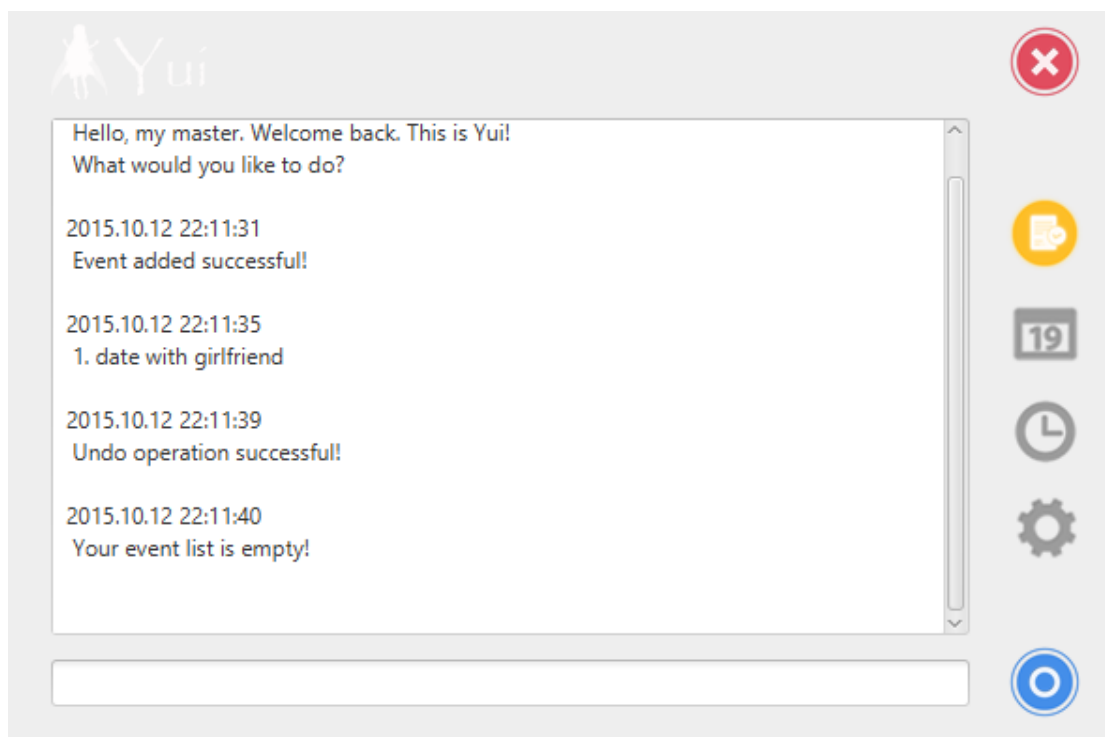 Yui
Hello, my master. Welcome back. This is Yui!
What would you like to do?
2015.10.12 22:11:31
Event added successful!
2015.10.12 22:11:35
1. date with girlfriend
2015.10.12 22:11:39
Undo operation successful!
2015.10.12 22:11:40
Your event list is empty!
19